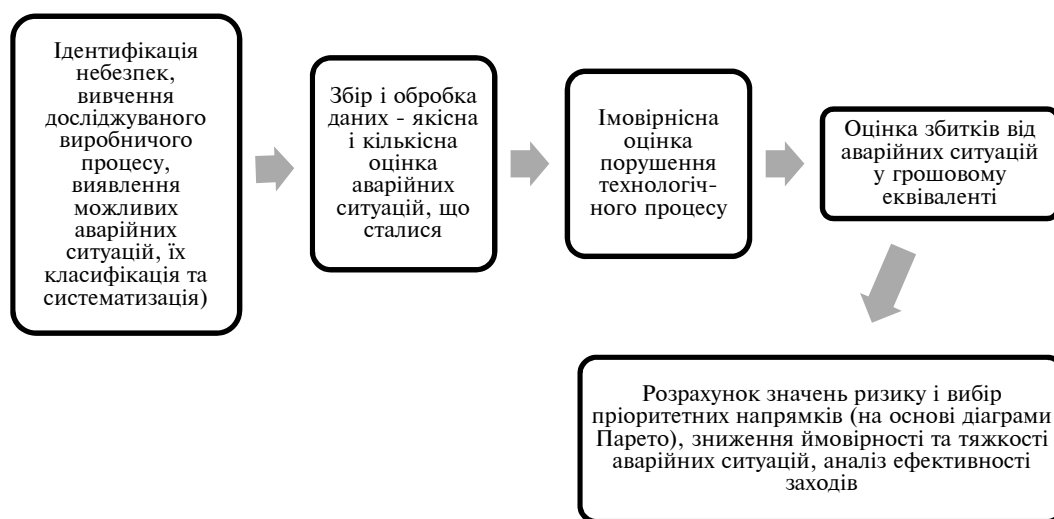 Ідентифікація
небезпек,
вивчення
досліджуваного
виробничого
процесу,
виявлення
можливих
аварійних
ситуацій, їх
класифікація та
систематизація)
Збір і обробка
даних - якісна
і кількісна
оцінка
аварійних
ситуацій, що
сталися
Імовірнісна
оцінка
порушення
технологіч-
ного процесу
Оцінка збитків від
аварійних ситуацій
у грошовому
еквіваленті
Розрахунок значень ризику і вибір
пріоритетних напрямків (на основі діаграми
Парето), зниження ймовірності та тяжкості
аварійних ситуацій, аналіз ефективності
заходів